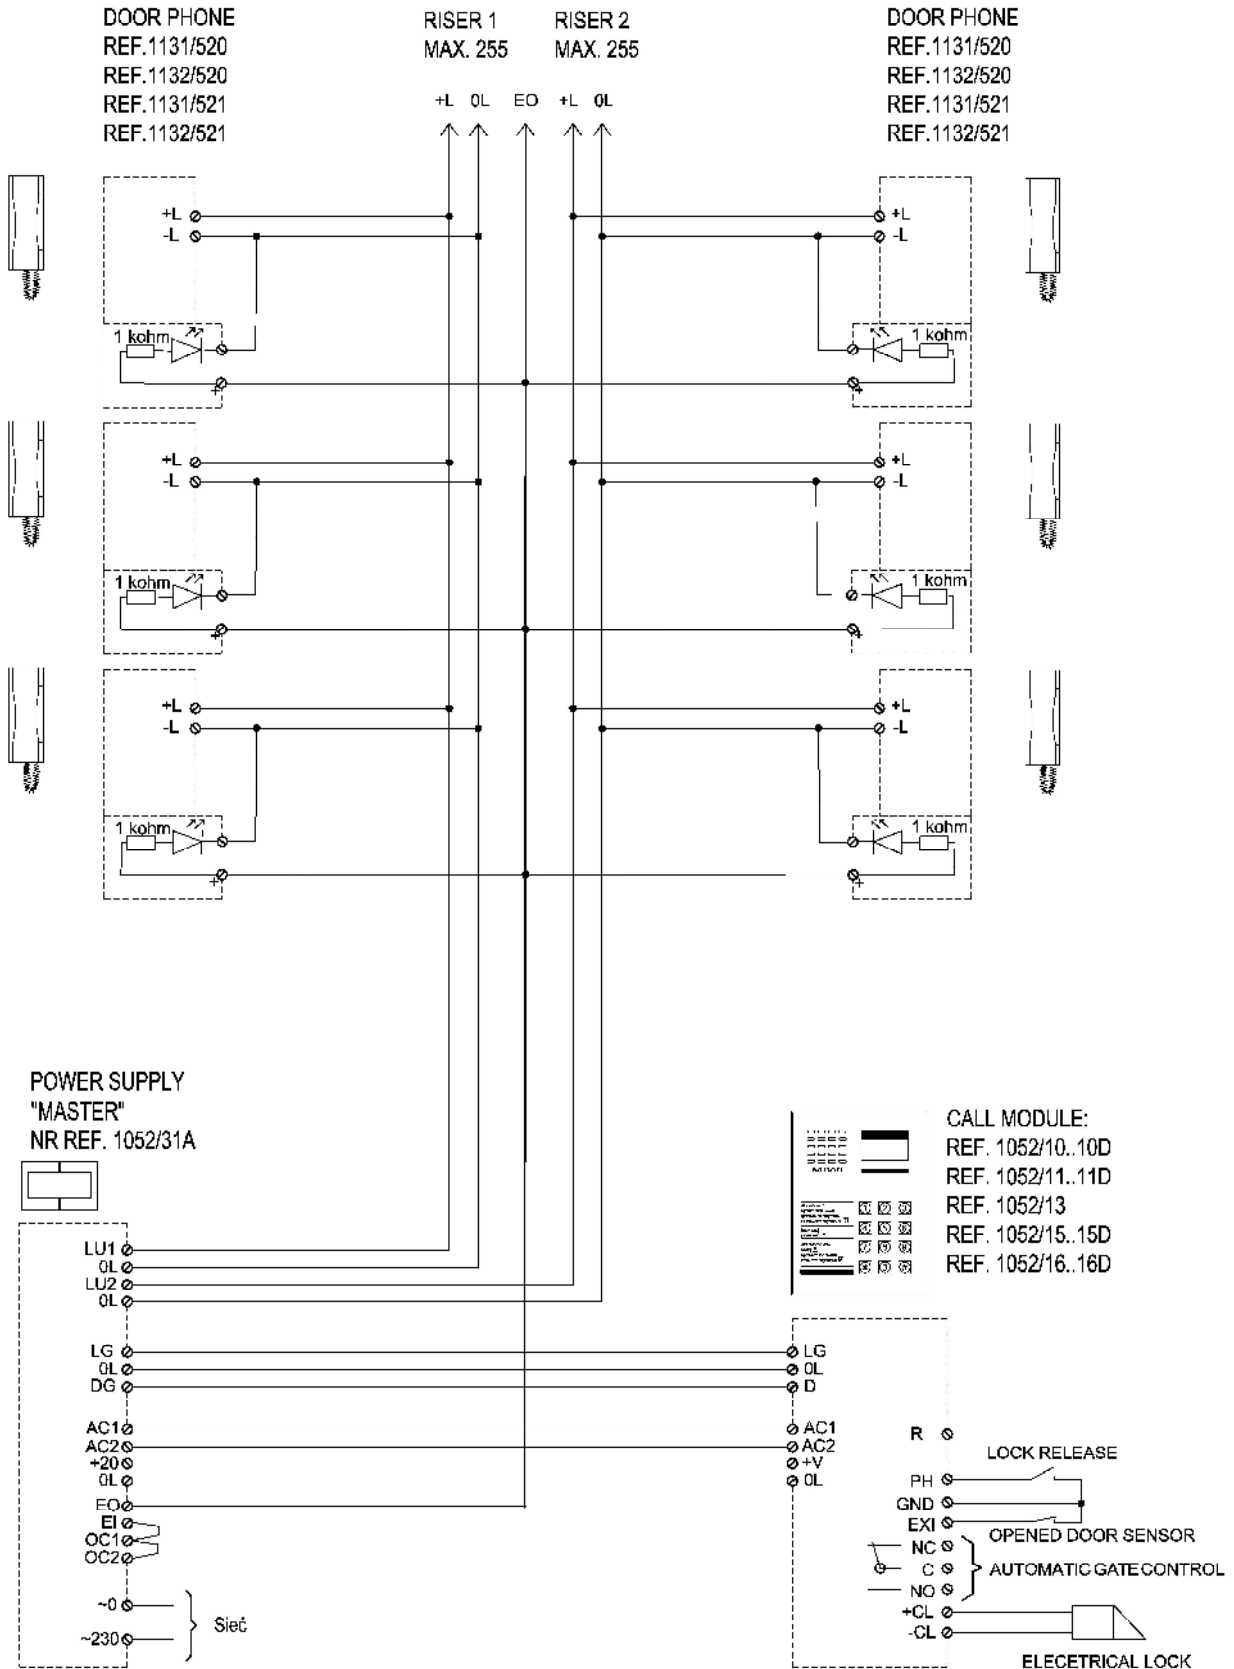 DOOR PHONE
REF.1131/520
REF.1132/520
REF.1131/521
REF.1132/521
RISER 1
MAX. 255
RISER 2
MAX. 255
DOOR PHONE
REF.1131/520
REF.1132/520
REF.1131/521
REF.1132/521
+L 0L EO +L 0L
+L
-L
1 kohm
+
+L
-L
1 kohm
+
+L
-L
1 kohm
+
+L
-L
1 kohm
+
+L
-L
1 kohm
+
+L
-L
1 kohm
+
POWER SUPPLY
"MASTER"
NR REF. 1052/31A
LU1
0L
LU2
0L
LG
0L
DG
AC1
AC2
+20
0L
EO
EI
OC1
OC2
~0
~230
Sieć
CALL MODULE:
REF. 1052/10..10D
REF. 1052/11..11D
REF. 1052/13
REF. 1052/15..15D
REF. 1052/16..16D
LG
0L
D
AC1
AC2
+V
0L
R
PH
GND
EXI
NC
C
NO
+CL
-CL
LOCK RELEASE
OPENED DOOR SENSOR
AUTOMATIC GATE CONTROL
ELECETRICAL LOCK